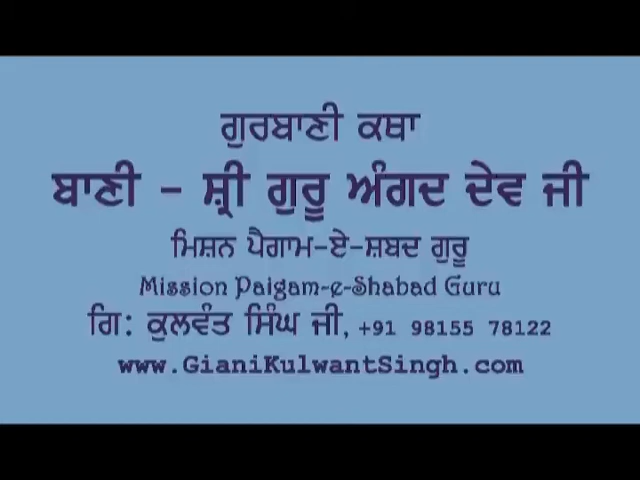 ਗੁਰਬਾਣੀ ਕਥਾ
ਬਾਣੀ - ਸ਼੍ਰੀ ਗੁਰੂ ਅੰਗਦ ਦੇਵ ਜੀ
ਮਿਸ਼ਨ ਪੈਗਾਮ-ਏ-ਸ਼ਬਦ ਗੁਰੂ
Mission Paigam-e-Shabad Guru
ਗਿ: ਕੁਲਵੰਤ ਸਿੰਘ ਜੀ, +91 98155 78122
www.GianiKulwantSingh.com